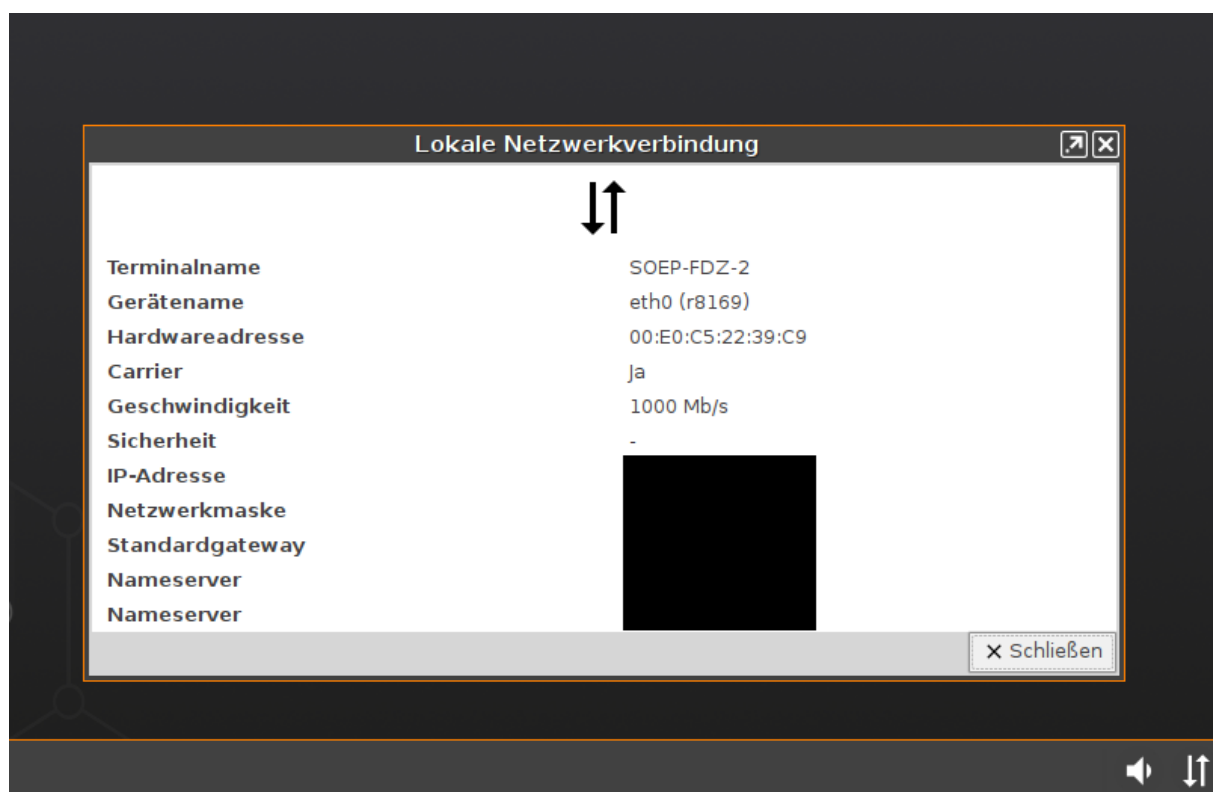 Lokale Netzwerkverbindung
Terminalname SOEP-FDZ-2
Gerätename eth0 (r8169)
Hardwareadresse 00:E0:C5:22:39:C9
Carrier Ja
Geschwindigkeit 1000 Mb/s
Sicherheit -
IP-Adresse
Netzwerkmaske
Standardgateway
Nameserver
Nameserver
Schließen